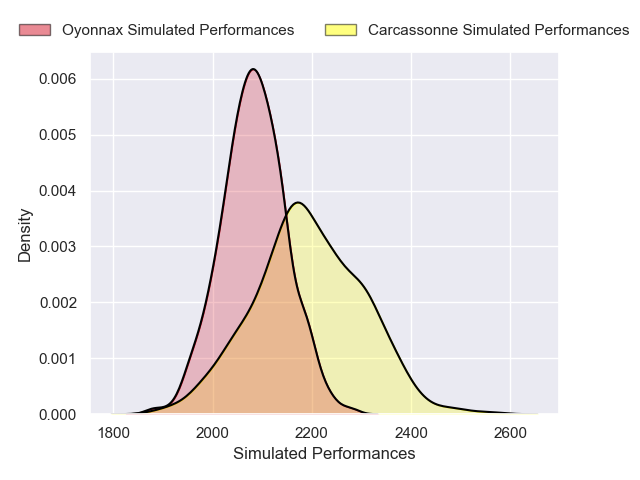 Oyonnax Simulated Performances Carcassonne Simulated Performances
0.006
0.005
0.004
0.003
0.002
0.001
0.000
Density
1800 2000 2200 2400 2600
Simulated Performances